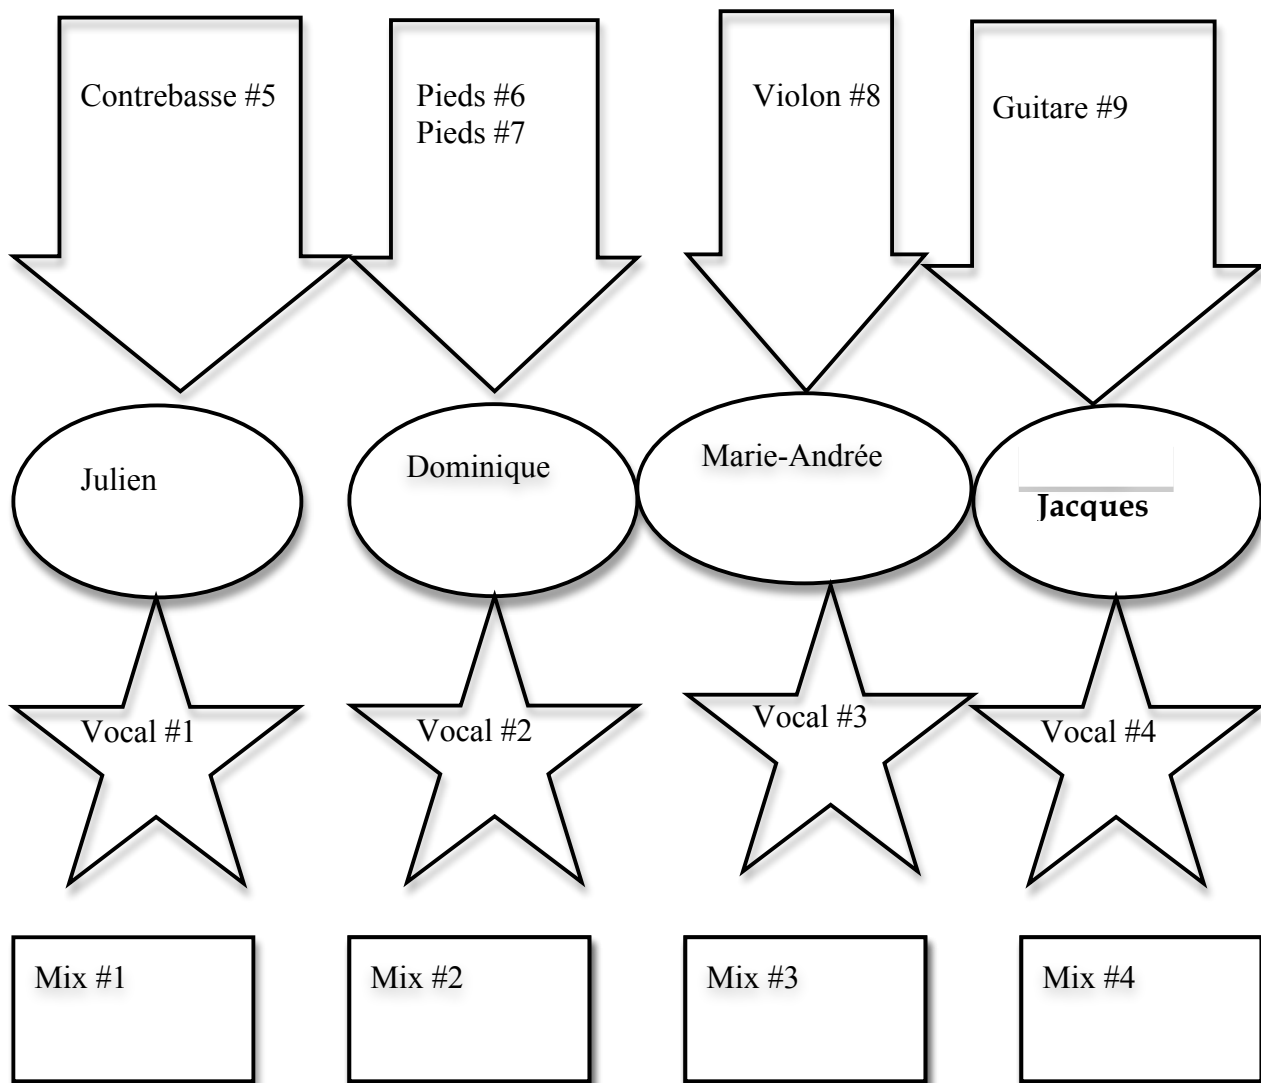 Contrebasse #5
Pieds #6
Pieds #7
Violon #8
Guitare #9
Julien
Dominique
Marie-Andrée
Jacques
Vocal #1
Vocal #2
Vocal #3
Vocal #4
Mix #1
Mix #2
Mix #3
Mix #4